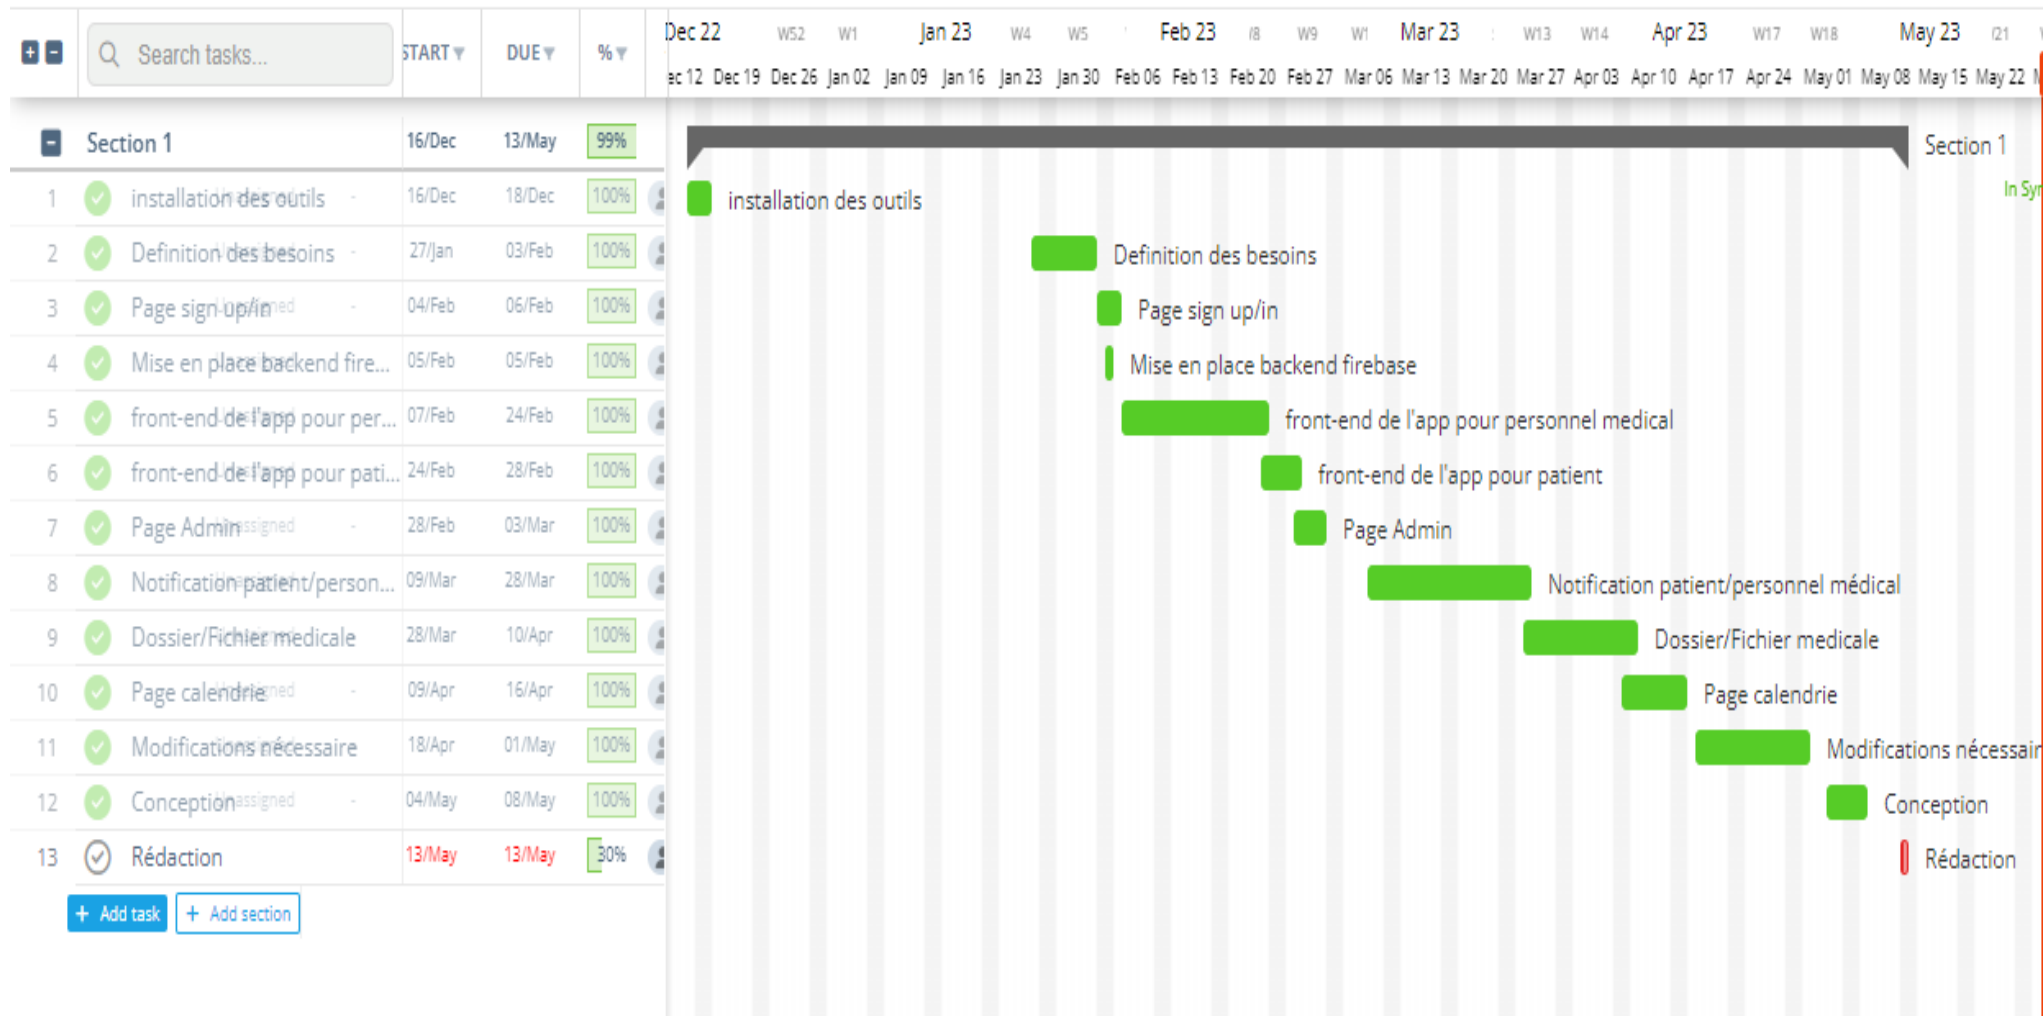 Search tasks...
START DUE %
Dec 22 W52 W1 Jan 23 W4 W5 Feb 23 W9 Mar 23 W13 W14 Apr 23 W17 W18 May 23
Dec 19 Dec 26 Jan 02 Jan 09 Jan 16 Jan 23 Jan 30 Feb 06 Feb 13 Feb 20 Feb 27 Mar 06 Mar 13 Mar 20 Mar 27 Apr 03 Apr 10 Apr 17 Apr 24 May 01 May 08 May 15 May 22
Section 1 16/Dec 13/May 99% Section 1
1 installation des outils - 16/Dec 18/Dec 100% installation des outils
In Syn
2 Definition des besoins - 27/Jan 03/Feb 100% Definition des besoins
3 Page sign up/in - 04/Feb 06/Feb 100% Page sign up/in
4 Mise en place backend fire... 05/Feb 05/Feb 100% Mise en place backend firebase
5 front-end de l'app pour per... 07/Feb 24/Feb 100% front-end de l'app pour personnel medical
6 front-end de l'app pour pati... 24/Feb 28/Feb 100% front-end de l'app pour patient
7 Page Admin - 28/Feb 03/Mar 100% Page Admin
8 Notification patient/person... 09/Mar 28/Mar 100% Notification patient/personnel médical
9 Dossier/Fichier medicale 28/Mar 10/Apr 100% Dossier/Fichier medicale
10 Page calendrie - 09/Apr 16/Apr 100% Page calendrie
11 Modifications nécessaire 18/Apr 01/May 100% Modifications nécessair
12 Conception - 04/May 08/May 100% Conception
13 Rédaction 13/May 13/May 30% Rédaction
+ Add task + Add section